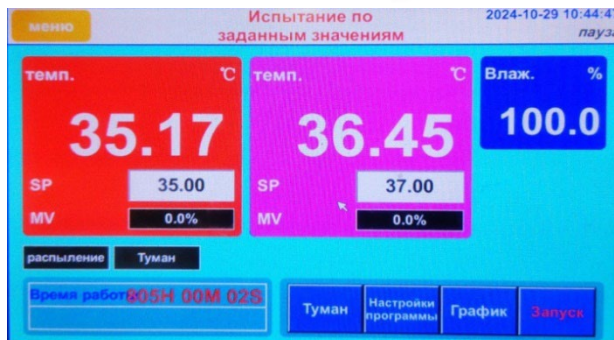 меню
Испытание по
заданным значениям
2024-10-29 10:44:47
пауза
темп. ℃
35.17
SP 35.00
MV 0.0%
темп. ℃
36.45
SP 37.00
MV 0.0%
Влаж. %
100.0
распыление
Туман
Время работы 805H 00M 02S
Туман
Настройки
программы
График
Запуск